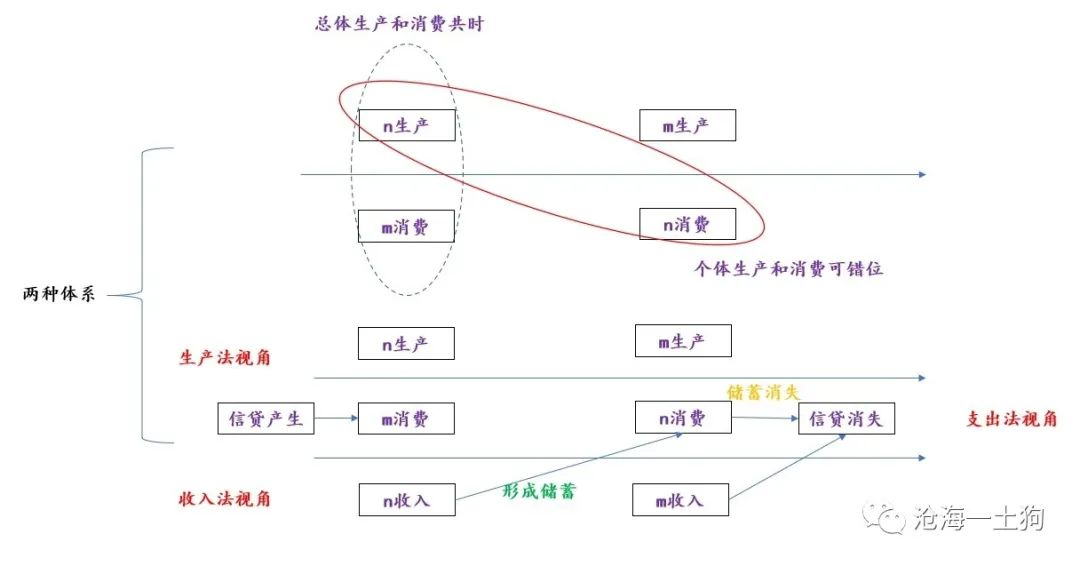 总体生产和消费共时
n生产
m生产
m消费
n消费
个体生产和消费可错位
两种体系
n生产
m生产
生产法视角
储蓄消失
信贷产生
m消费
n消费
信贷消失
支出法视角
收入法视角
n收入
形成储蓄
m收入
沧海一土狗